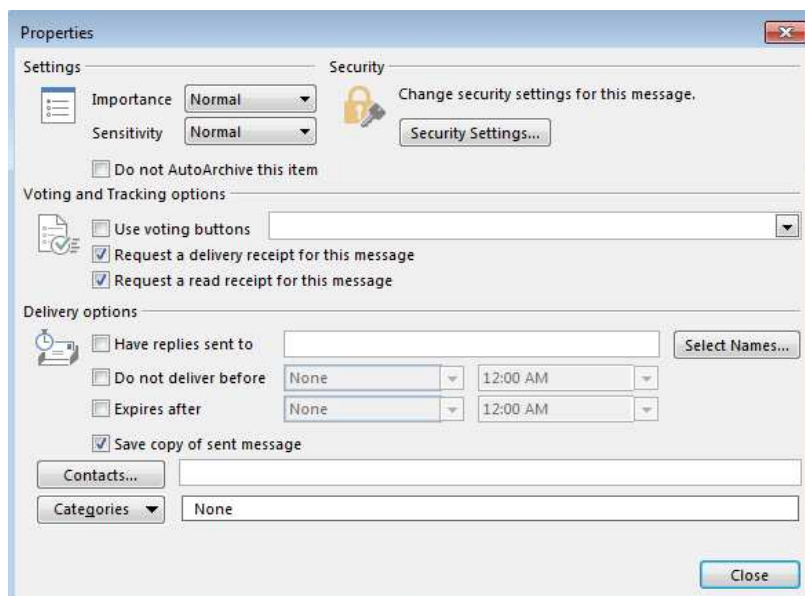 Properties
Settings
Security
Importance
Normal
Change security settings for this message.
Sensitivity
Normal
Security Settings...
Do not AutoArchive this item
Voting and Tracking options
Use voting buttons
Request a delivery receipt for this message
Request a read receipt for this message
Delivery options
Have replies sent to
Select Names...
Do not deliver before
None
12:00 AM
Expires after
None
12:00 AM
Save copy of sent message
Contacts...
Categories
None
Close